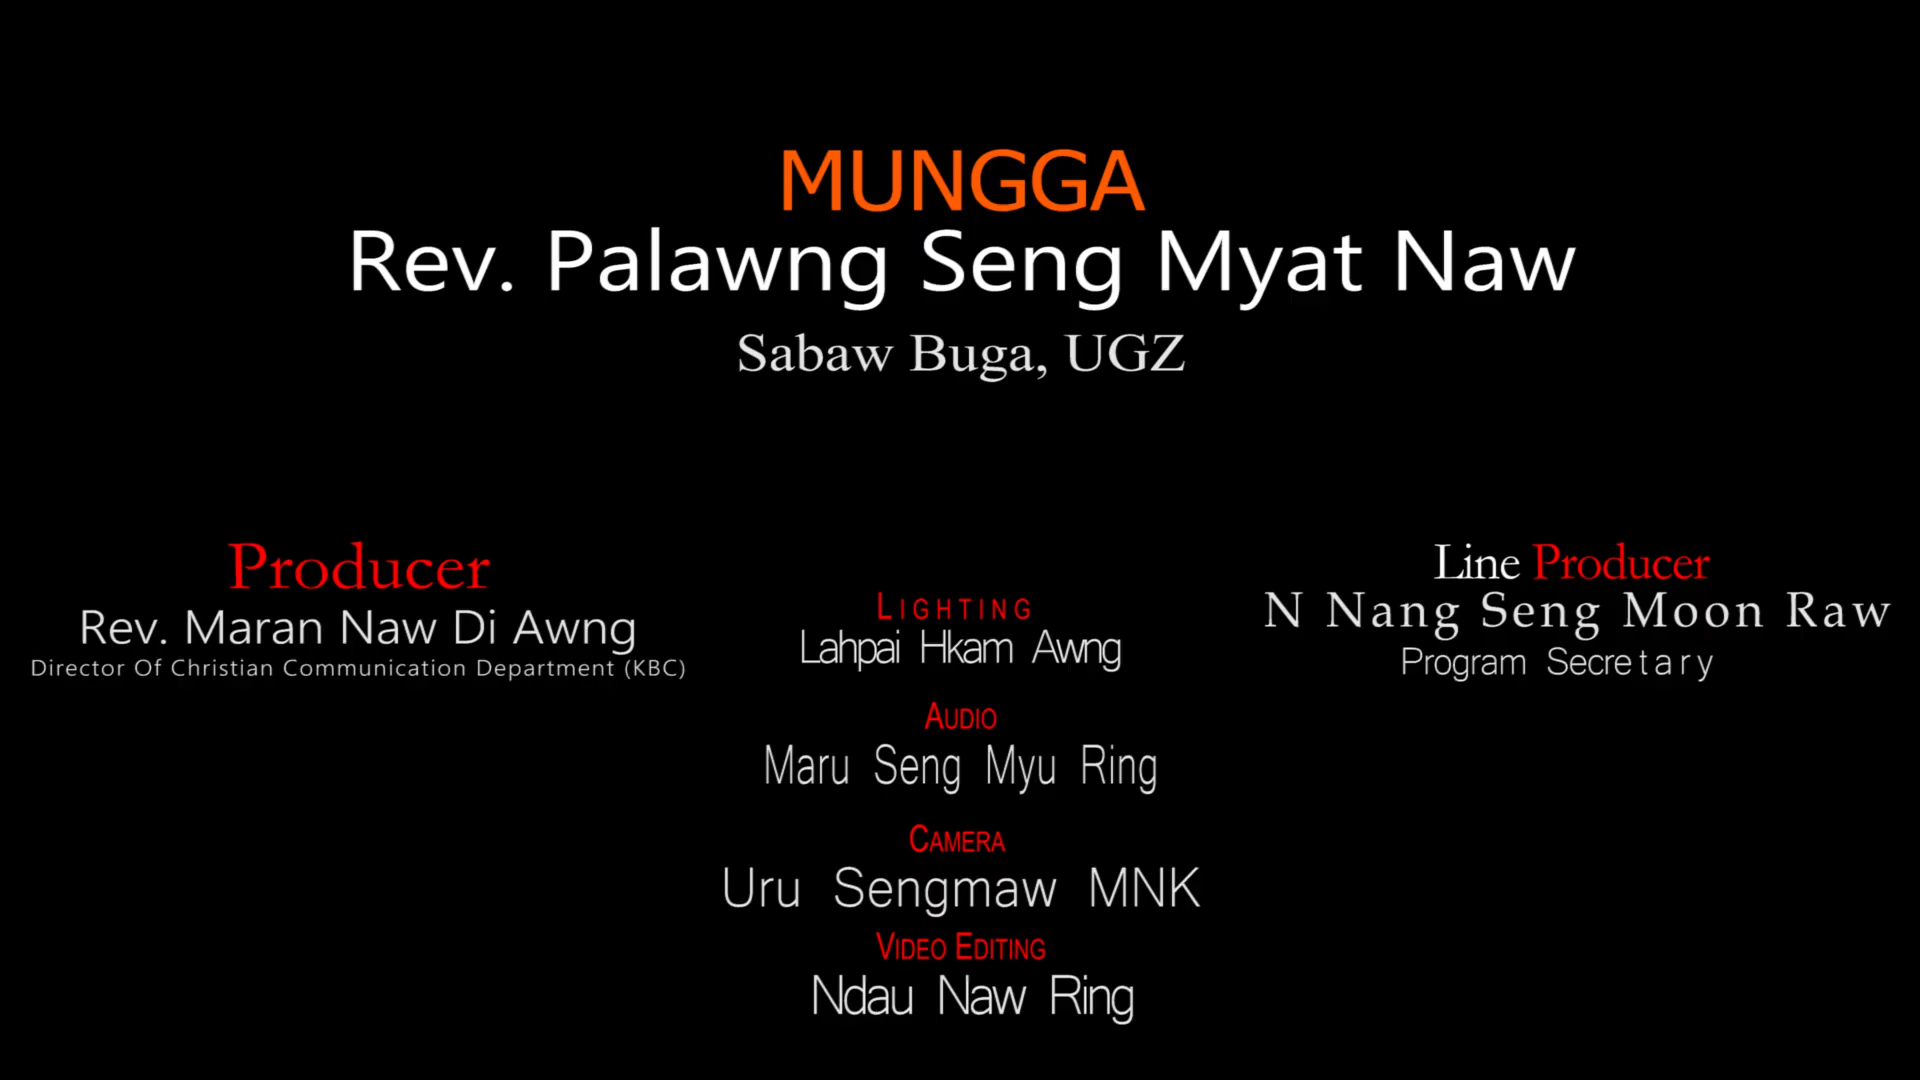 MUNGGA
Rev. Palawng Seng Myat Naw
Sabaw Buga, UGZ
Producer
Rev. Maran Naw Di Awng
Director Of Christian Communication Department (KBC)
LIGHTING
Lahpai Hkam Awng
AUDIO
Maru Seng Myu Ring
CAMERA
Uru Sengmaw MNK
VIDEO EDITING
Ndau Naw Ring
Line Producer
N Nang Seng Moon Raw
Program Secretary